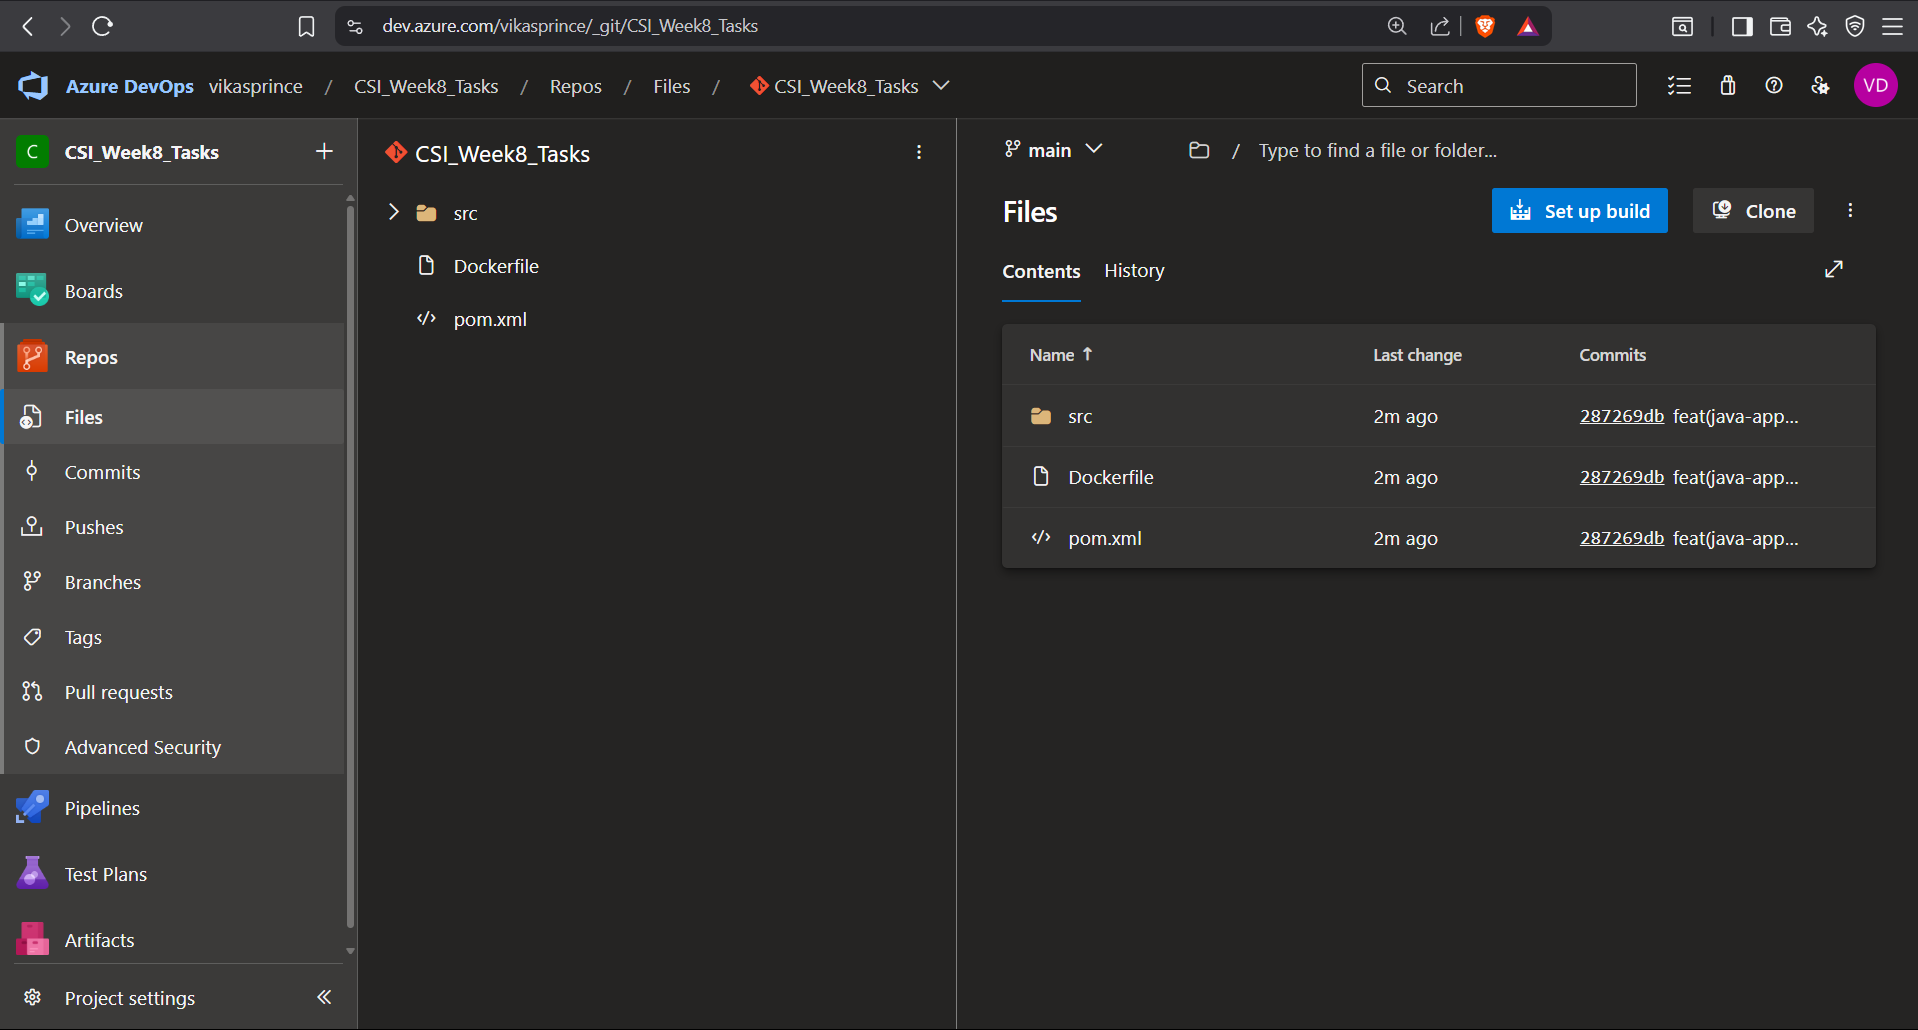 dev.azure.com/vikasprince/_git/CSI_Week8_Tasks
Azure DevOps vikasprince / CSI_Week8_Tasks / Repos / Files / CSI_Week8_Tasks
Search
VD
C CSI_Week8_Tasks
Overview
Boards
Repos
Files
Commits
Pushes
Branches
Tags
Pull requests
Advanced Security
Pipelines
Test Plans
Artifacts
Project settings
CSI_Week8_Tasks
src
Dockerfile
pom.xml
main / Type to find a file or folder...
Files
Set up build
Clone
Contents History
Name Last change Commits
src 2m ago 287269db feat(java-app...
Dockerfile 2m ago 287269db feat(java-app...
pom.xml 2m ago 287269db feat(java-app...